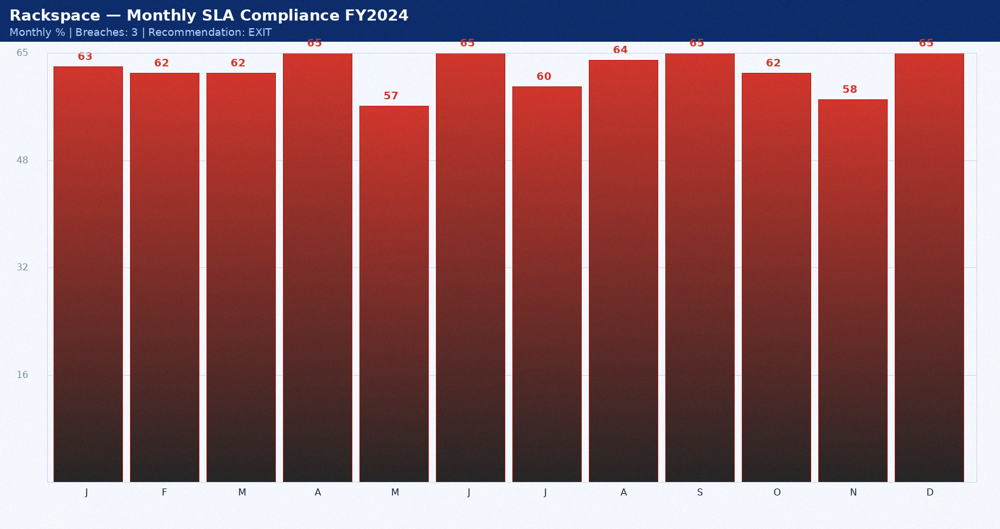 Rackspace — Monthly SLA Compliance FY2024
Monthly % | Breaches: 3 | Recommendation: EXIT
65
48
32
16
63 62 62 65 57 65 60 64 65 62 58 65
J F M A M J J A S O N D